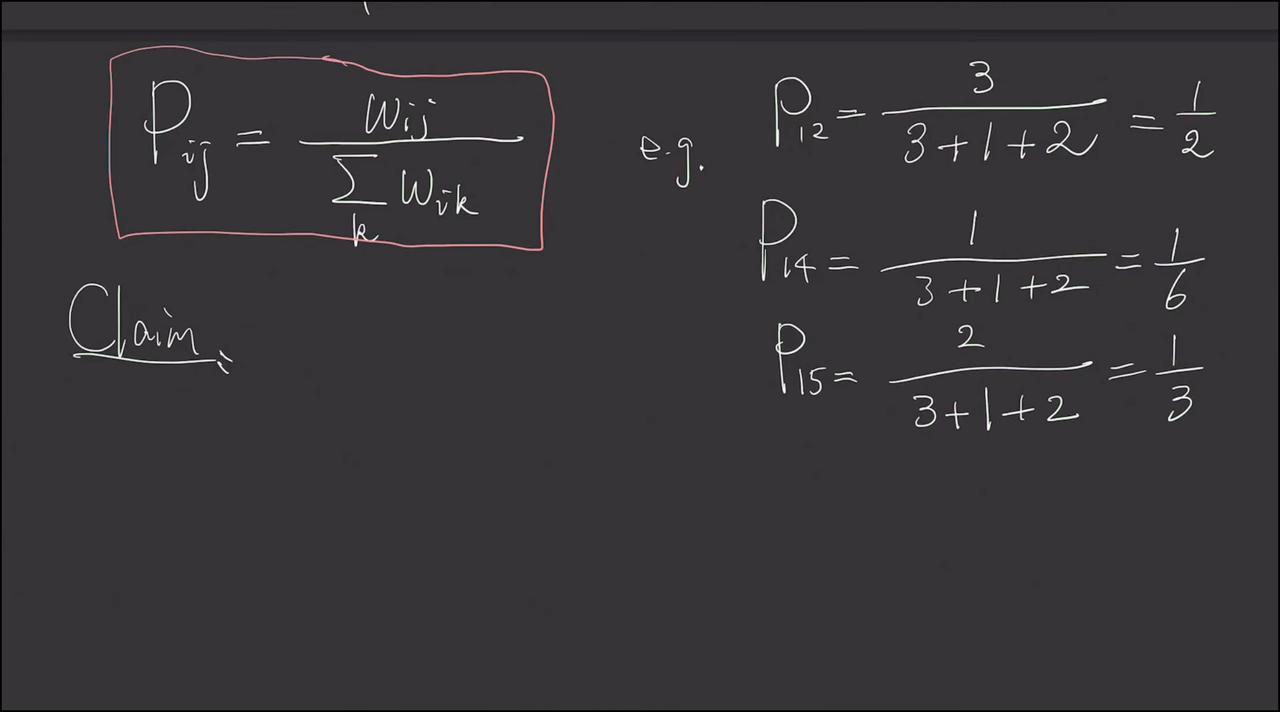 P_ij = w_ij / Σ_k w_ik
e.g.
P_12 = 3 / (3+1+2) = 1/2
P_14 = 1 / (3+1+2) = 1/6
P_15 = 2 / (3+1+2) = 1/3
Claim